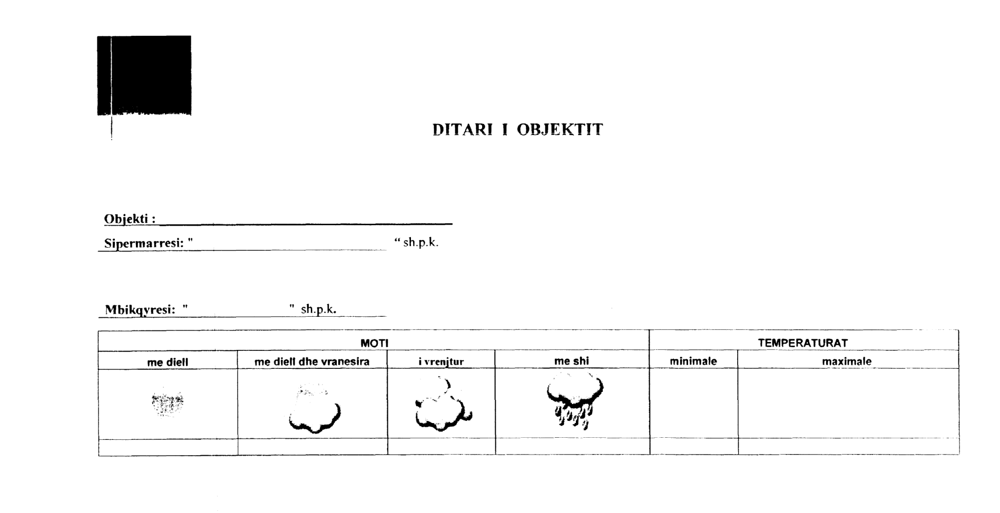 DITARI I OBJEKTIT
Objekti :
Sipermarresi: " “ sh.p.k.
Mbikqyresi: " " sh.p.k.
MOTI TEMPERATURAT
me diell me diell dhe vranesira i vrenjtur me shi minimale maximale